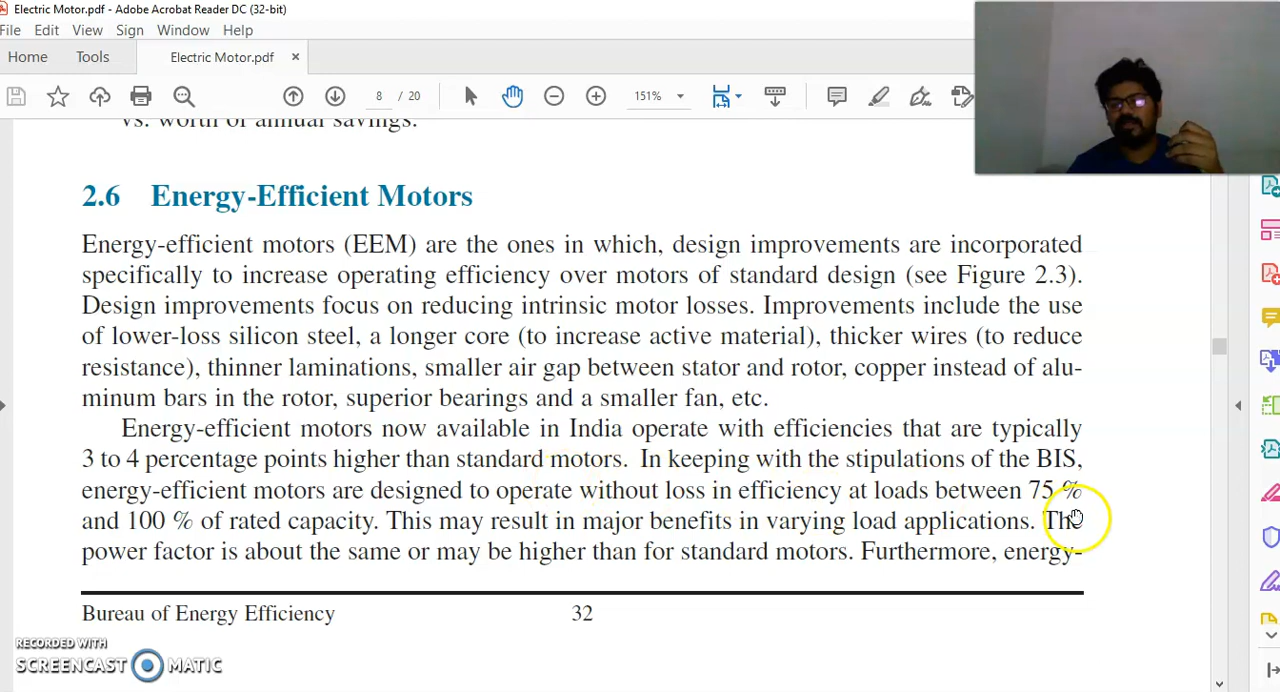 Electric Motor.pdf - Adobe Acrobat Reader DC (32-bit)
File Edit View Sign Window Help
Home Tools Electric Motor.pdf ×
8 / 20 151%
vs. worth of annual savings.
2.6 Energy-Efficient Motors
Energy-efficient motors (EEM) are the ones in which, design improvements are incorporated
specifically to increase operating efficiency over motors of standard design (see Figure 2.3).
Design improvements focus on reducing intrinsic motor losses. Improvements include the use
of lower-loss silicon steel, a longer core (to increase active material), thicker wires (to reduce
resistance), thinner laminations, smaller air gap between stator and rotor, copper instead of alu-
minum bars in the rotor, superior bearings and a smaller fan, etc.
Energy-efficient motors now available in India operate with efficiencies that are typically
3 to 4 percentage points higher than standard motors. In keeping with the stipulations of the BIS,
energy-efficient motors are designed to operate without loss in efficiency at loads between 75 %
and 100 % of rated capacity. This may result in major benefits in varying load applications. The
power factor is about the same or may be higher than for standard motors. Furthermore, energy-
Bureau of Energy Efficiency 32
RECORDED WITH
SCREENCAST MATIC